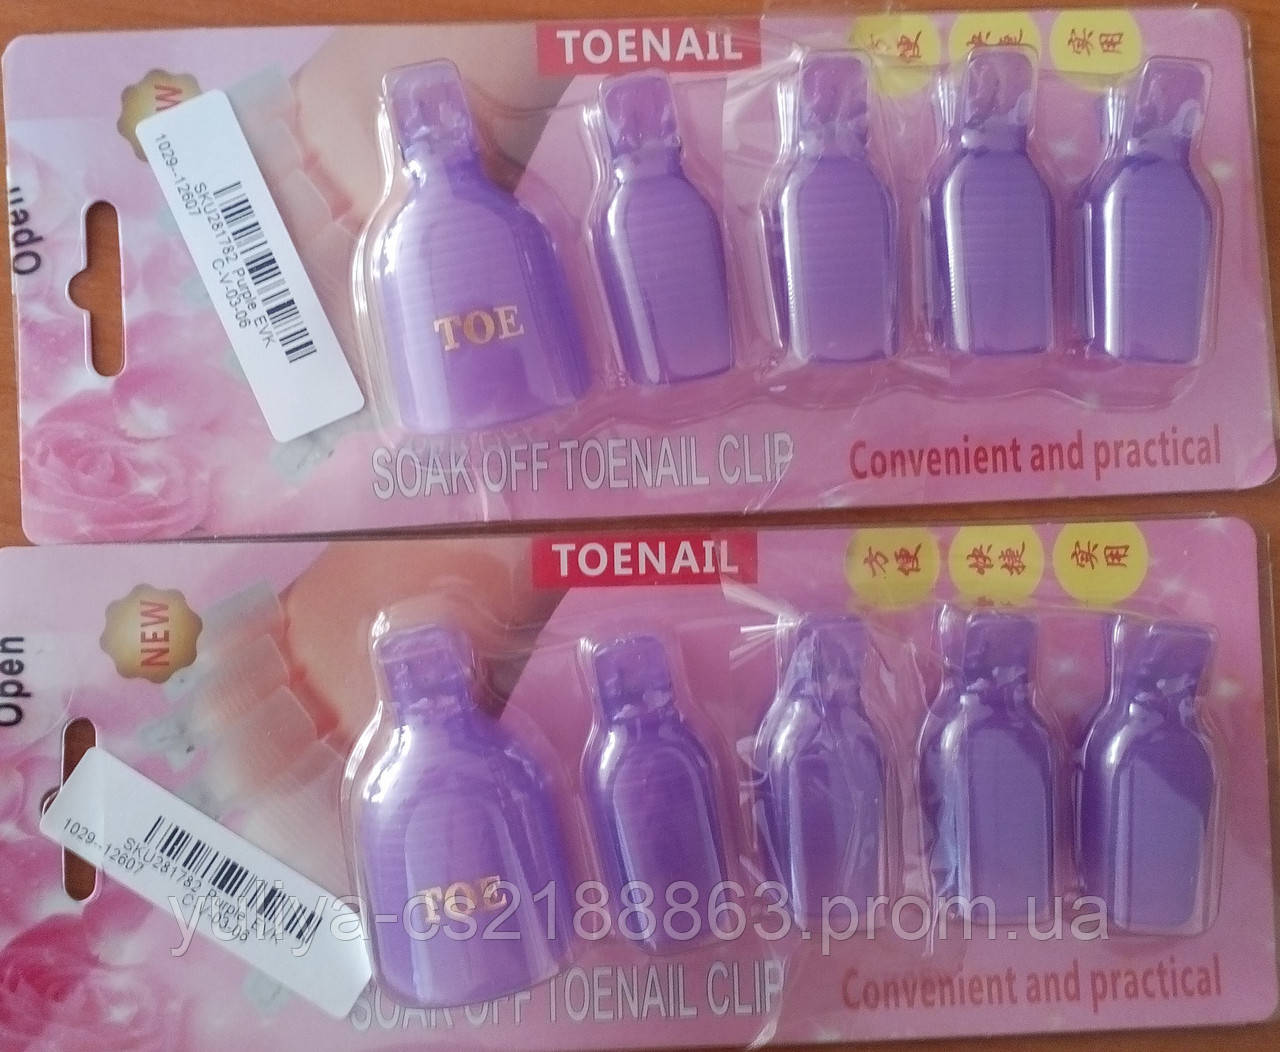 TOENAIL
方便
快捷
实用
Open
1029--12607
SKU281782 Purple EVK
C-V-03-06
TOE
SOAK OFF TOENAIL CLIP
Convenient and practical
TOENAIL
方便
快捷
实用
NEW
Open
1029--12607
SKU281782 Purple EVK
C-V-03-06
TOE
yuliya-cs2188863.prom.ua
SOAK OFF TOENAIL CLIP
Convenient and practical